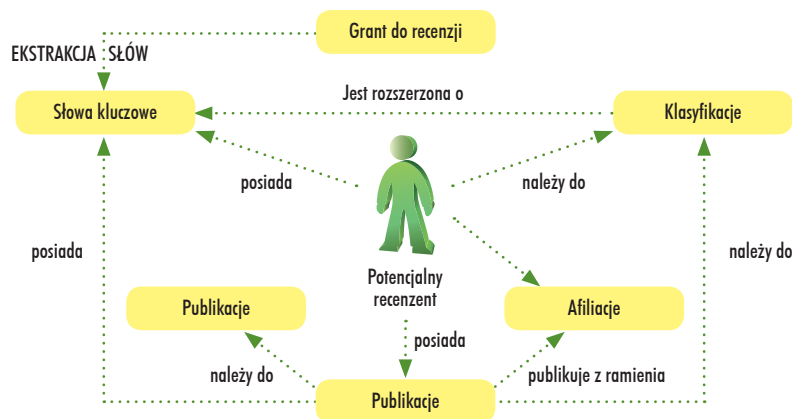 Grant do recenzji
EKSTRAKCJA SŁÓW
Jest rozszerzona o
Słowa kluczowe
Klasyfikacje
posiada
należy do
posiada
należy do
Potencjalny
recenzent
Publikacje
Afiliacje
posiada
należy do
publikuje z ramienia
Publikacje